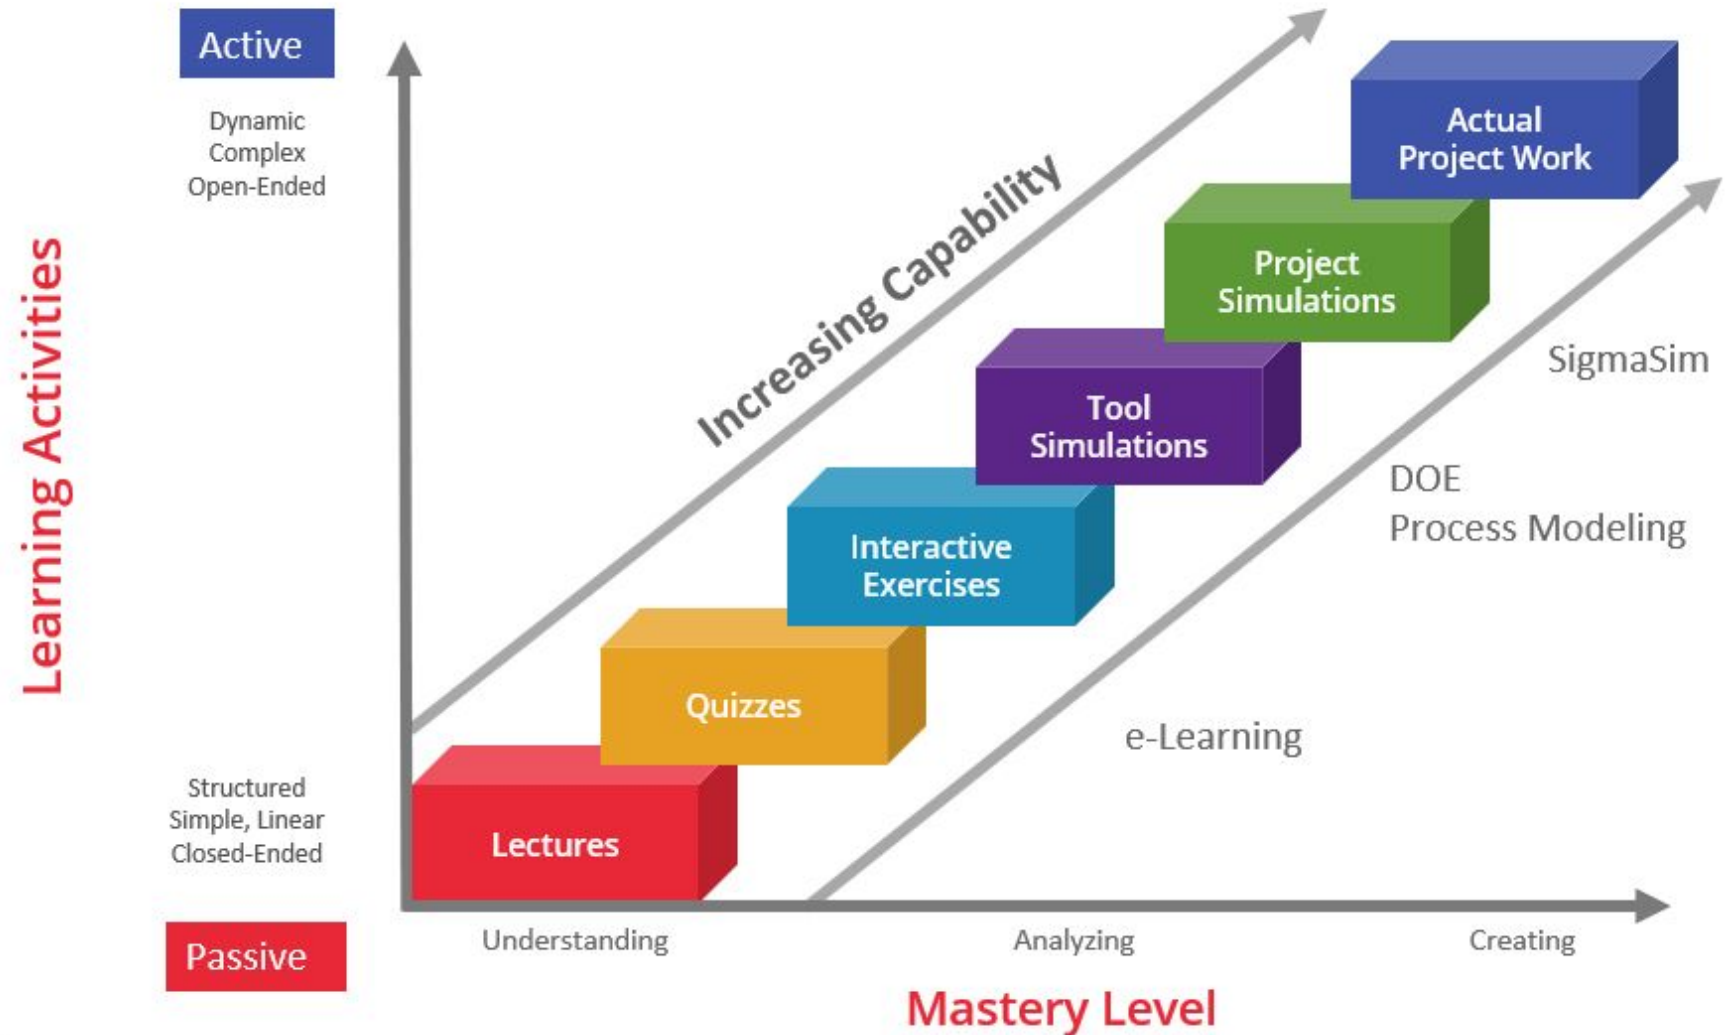 Active
Dynamic
Complex
Open-Ended
Learning Activities
Structured
Simple, Linear
Closed-Ended
Passive
Increasing Capability
Actual
Project Work
Project
Simulations
Tool
Simulations
Interactive
Exercises
Quizzes
Lectures
SigmaSim
DOE
Process Modeling
e-Learning
Understanding
Analyzing
Creating
Mastery Level